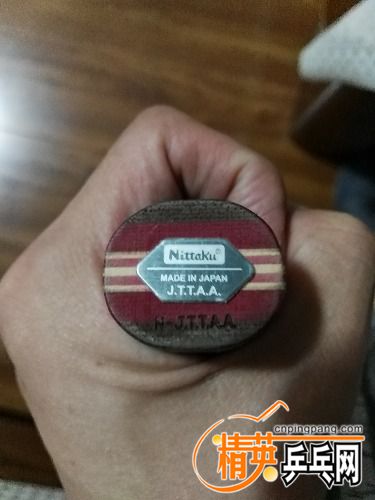 Nittaku
MADE IN JAPAN
J.T.T.A.A.
N-J.T.T.A.A.
cnpingpang.com
精英乒乓网